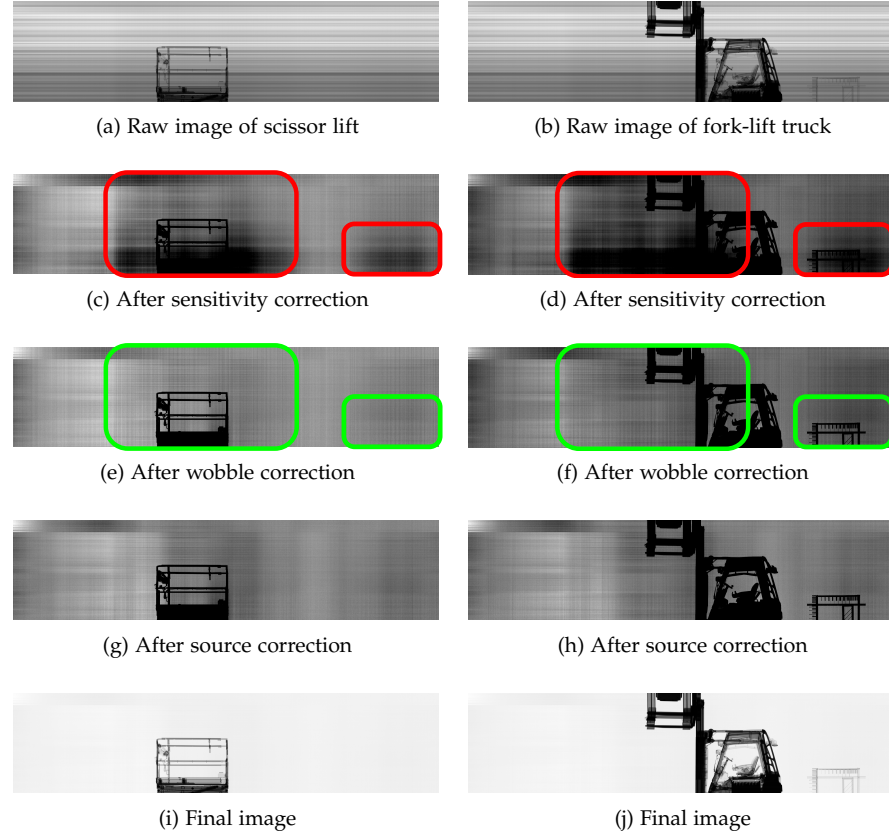 (a) Raw image of scissor lift
(b) Raw image of fork-lift truck
(c) After sensitivity correction
(d) After sensitivity correction
(e) After wobble correction
(f) After wobble correction
(g) After source correction
(h) After source correction
(i) Final image
(j) Final image